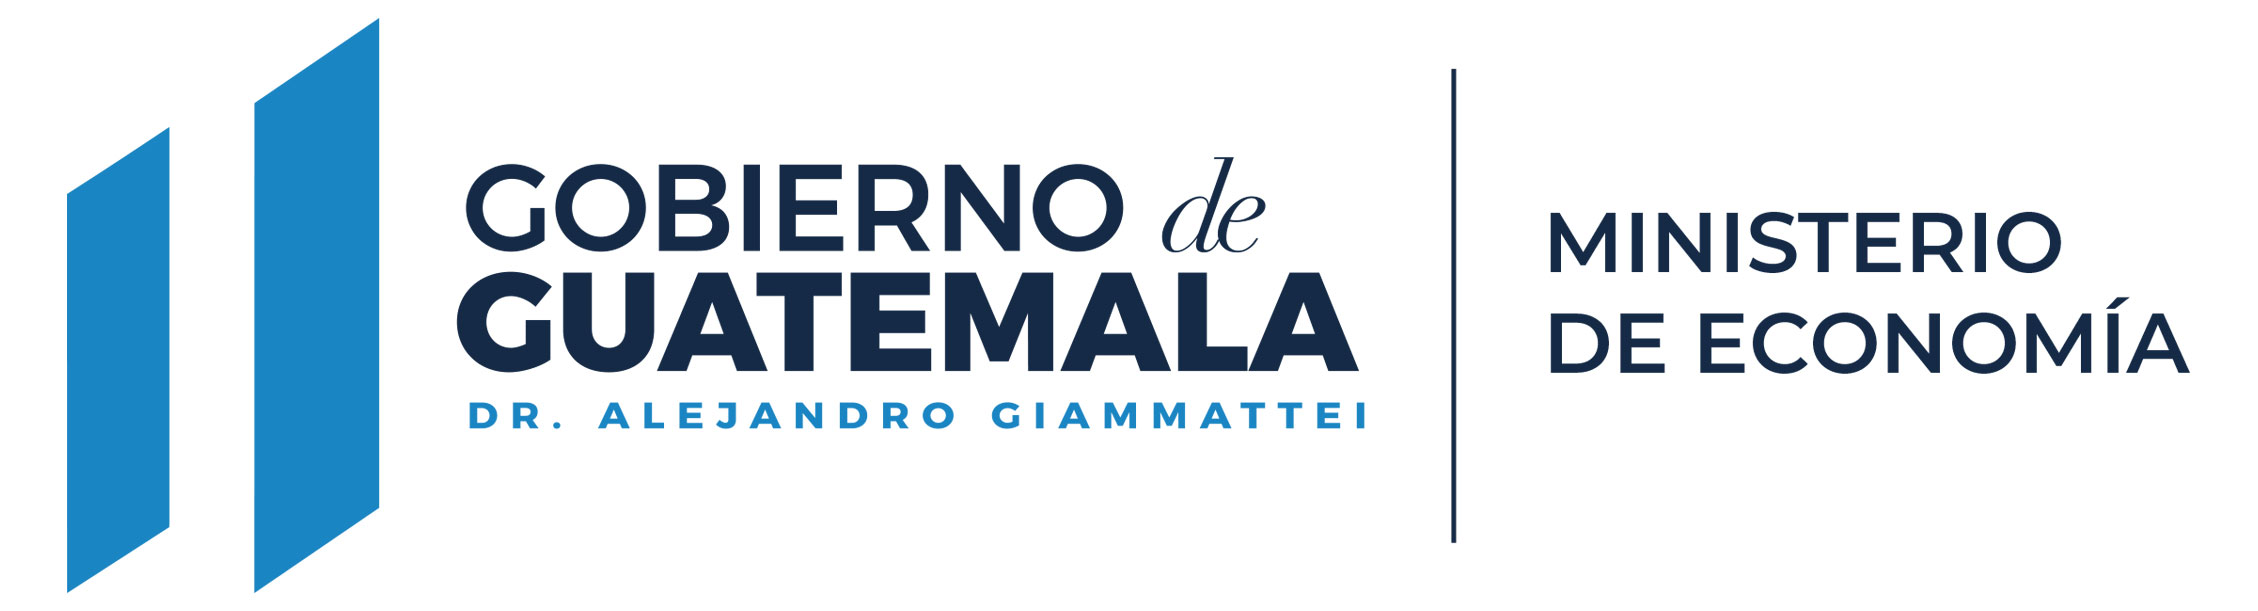 GOBIERNO de
GUATEMALA
DR. ALEJANDRO GIAMMATTEI
MINISTERIO
DE ECONOMÍA